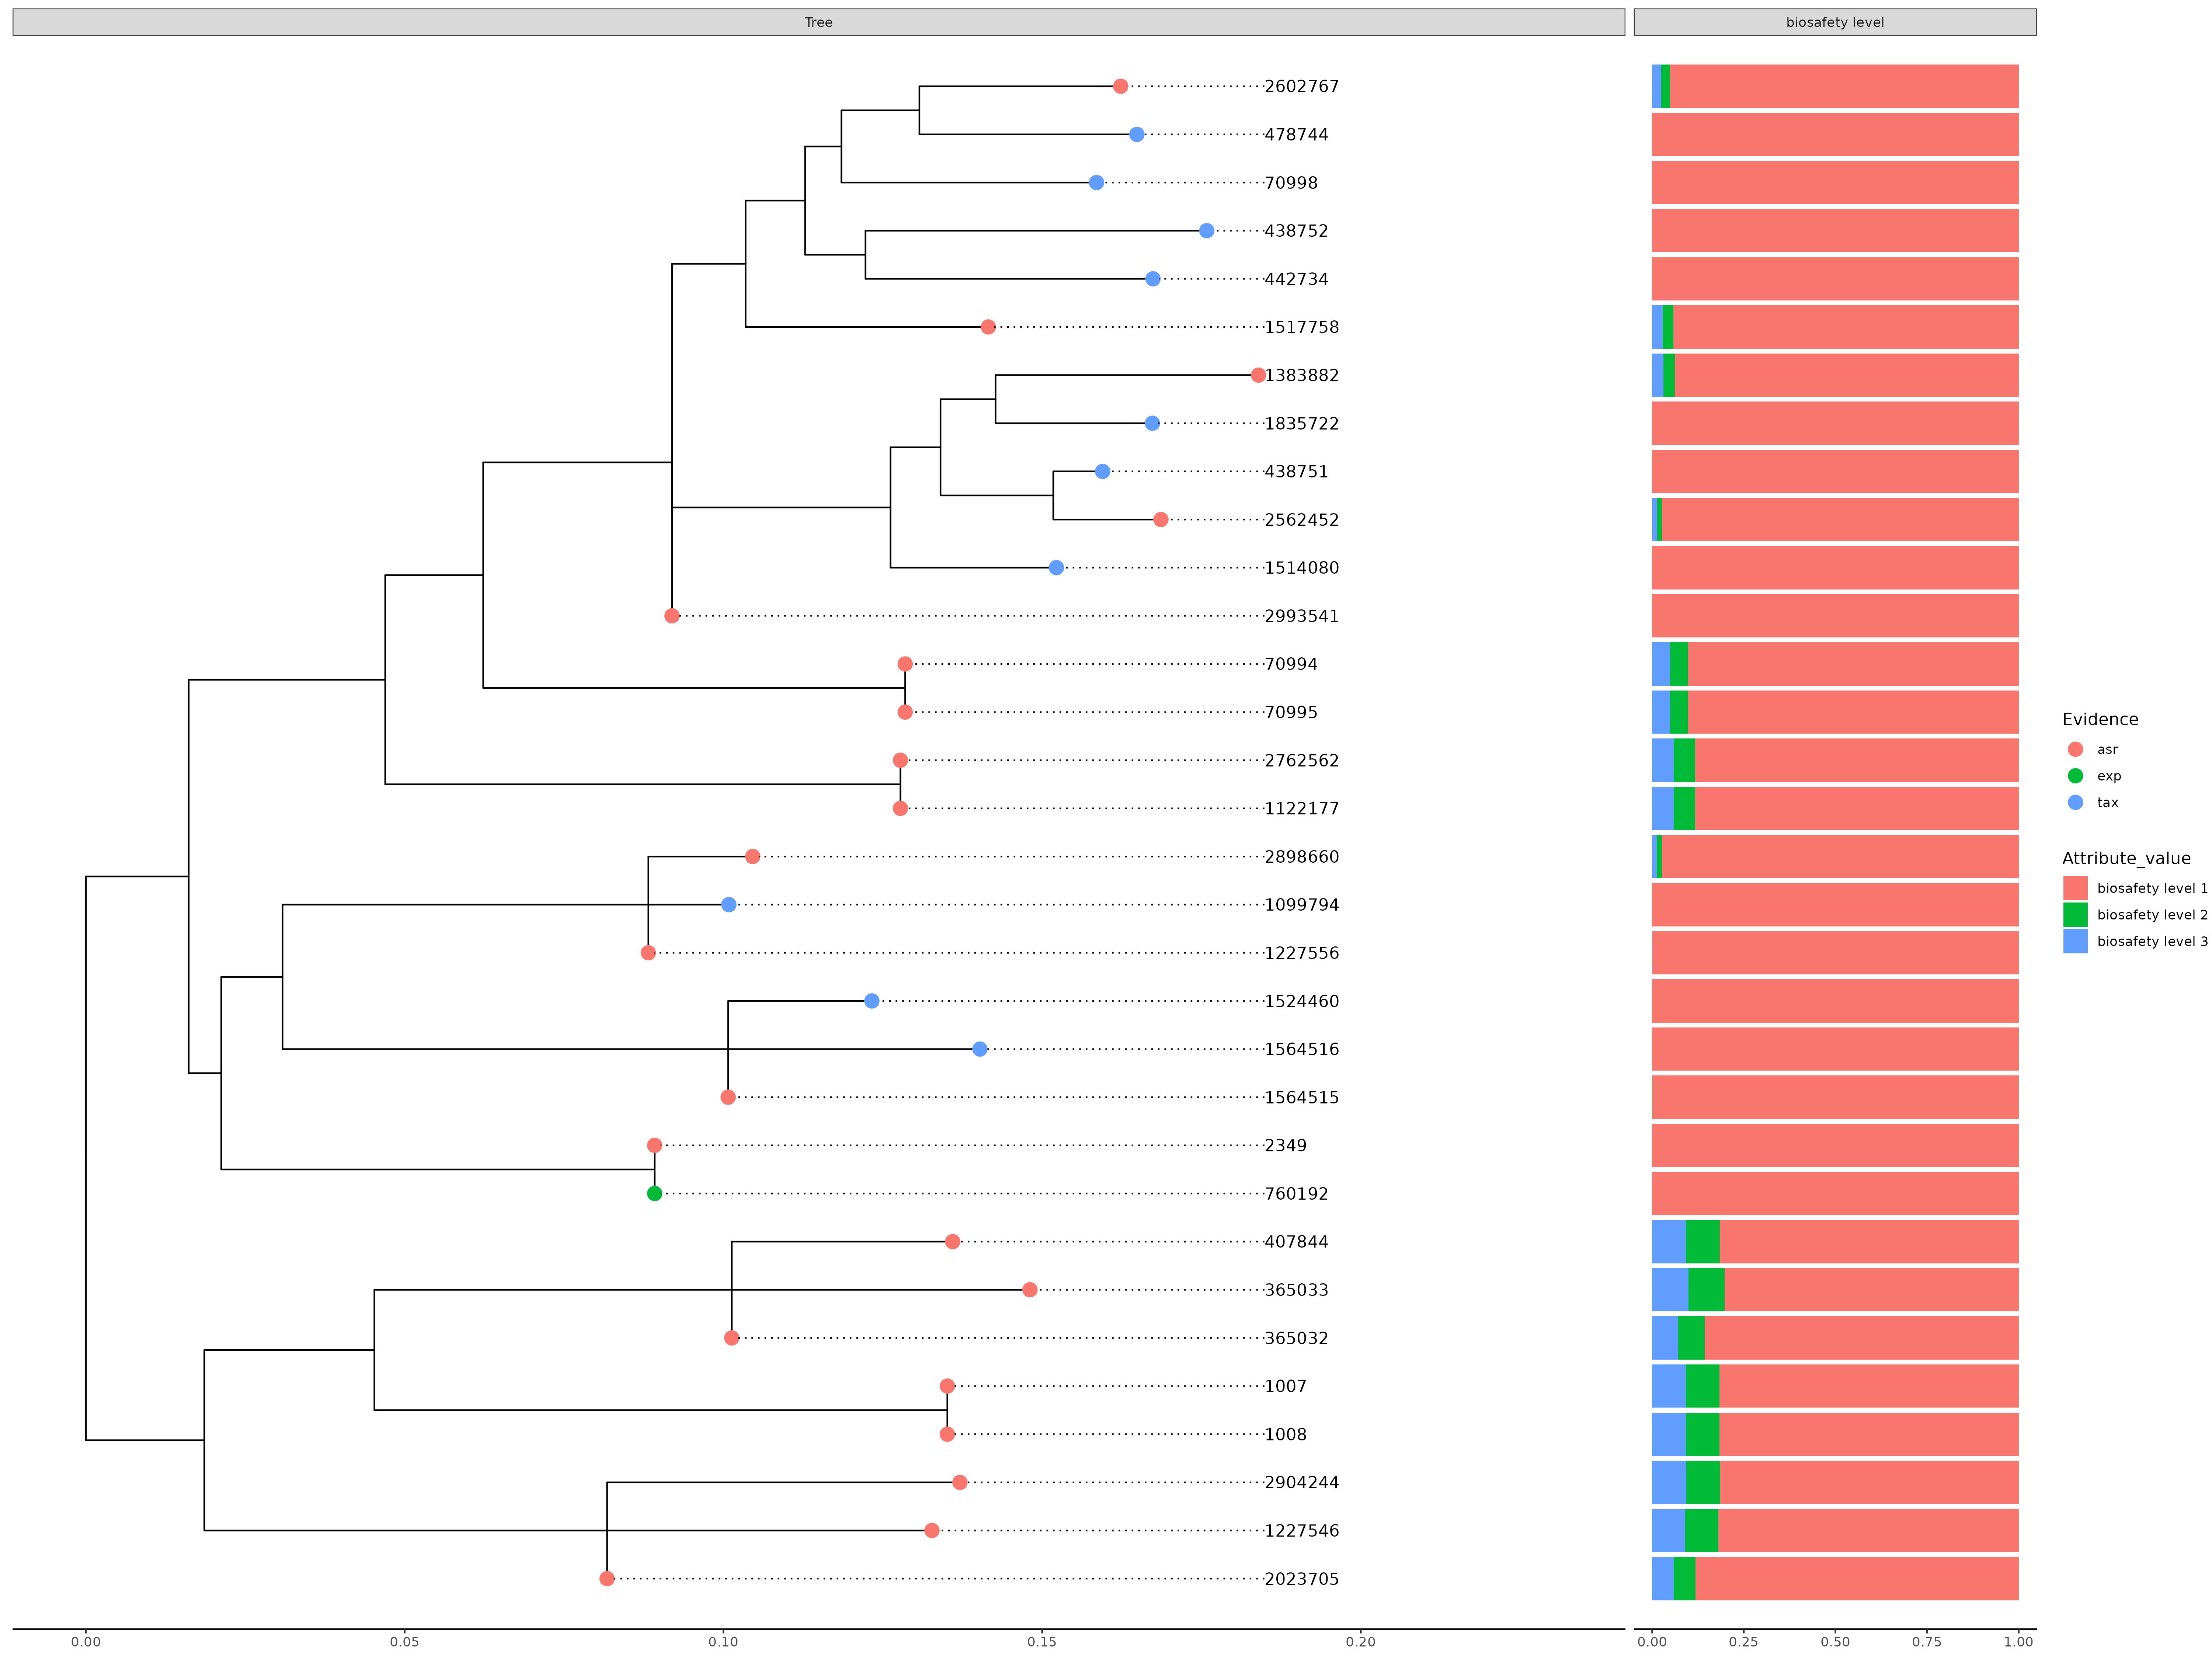 Tree
biosafety level
2602767
478744
70998
438752
442734
1517758
1383882
1835722
438751
2562452
1514080
2993541
70994
70995
2762562
1122177
2898660
1099794
1227556
1524460
1564516
1564515
2349
760192
407844
365033
365032
1007
1008
2904244
1227546
2023705
0.00 0.05 0.10 0.15 0.20
0.00 0.25 0.50 0.75 1.00
Evidence
asr
exp
tax
Attribute_value
biosafety level 1
biosafety level 2
biosafety level 3